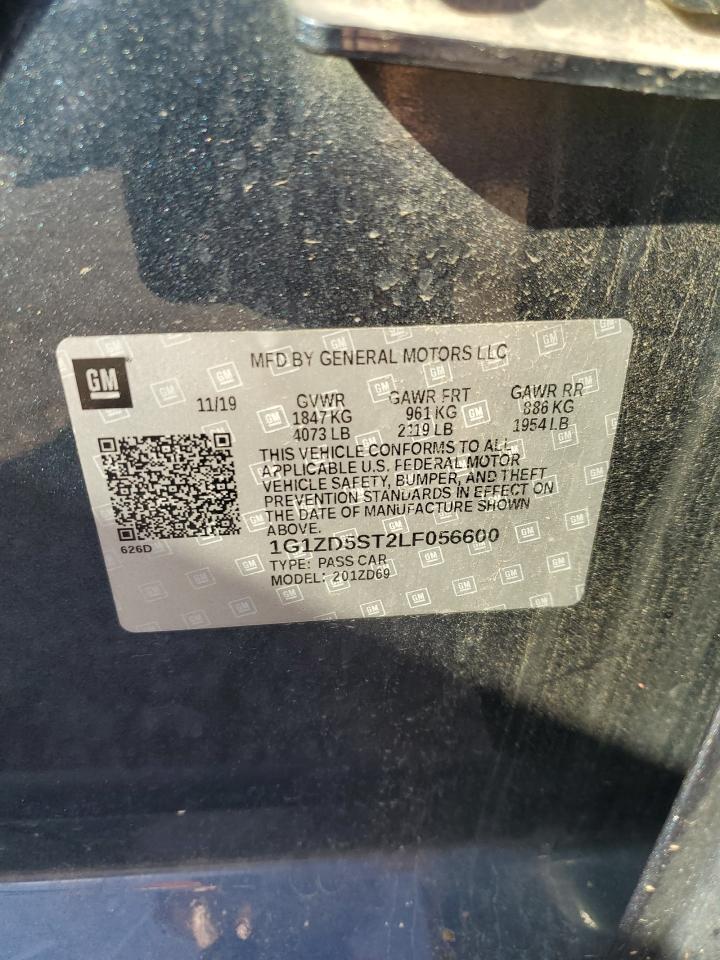 MFD BY GENERAL MOTORS LLC
GM
11/19 GVWR GAWR FRT GAWR RR
1847 KG 961 KG 886 KG
4073 LB 2119 LB 1954 LB
THIS VEHICLE CONFORMS TO ALL
APPLICABLE U.S. FEDERAL MOTOR
VEHICLE SAFETY, BUMPER, AND THEFT
PREVENTION STANDARDS IN EFFECT ON
THE DATE OF MANUFACTURE SHOWN
ABOVE.
626D
1G1ZD5ST2LF056600
TYPE: PASS CAR
MODEL: 201ZD69